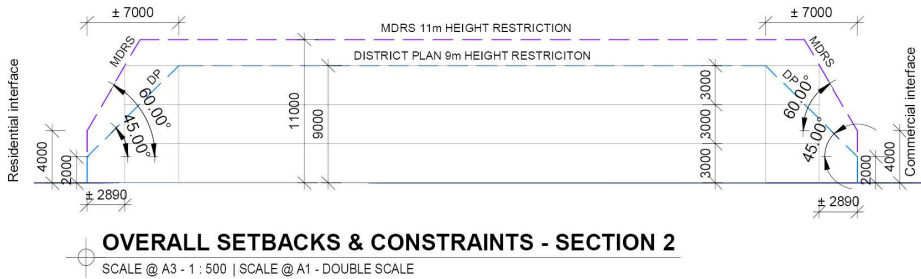 ± 7000
± 7000
MDRS 11m HEIGHT RESTRICTION
DISTRICT PLAN 9m HEIGHT RESTRICITON
MDRS
DP
60.00°
45.00°
MDRS
DP
60.00°
45.00°
Residential interface
4000
2000
11000
9000
3000
3000
3000
2000
4000
Commercial interface
± 2890
± 2890
OVERALL SETBACKS & CONSTRAINTS - SECTION 2
SCALE @ A3 - 1 : 500 | SCALE @ A1 - DOUBLE SCALE